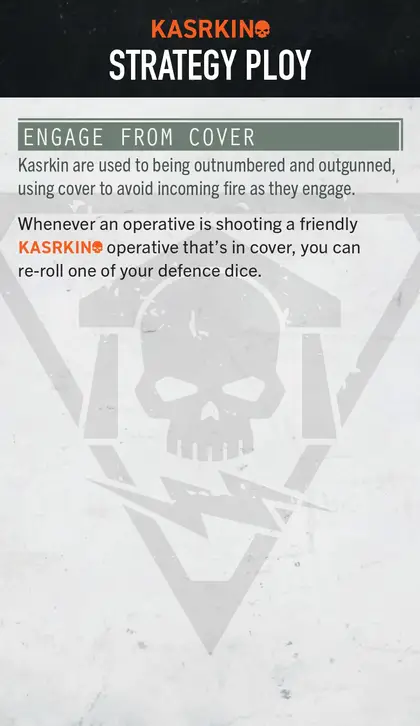 KASRKIN
STRATEGY PLOY
ENGAGE FROM COVER
Kasrkin are used to being outnumbered and outgunned,
using cover to avoid incoming fire as they engage.
Whenever an operative is shooting a friendly
KASRKIN operative that’s in cover, you can
re-roll one of your defence dice.